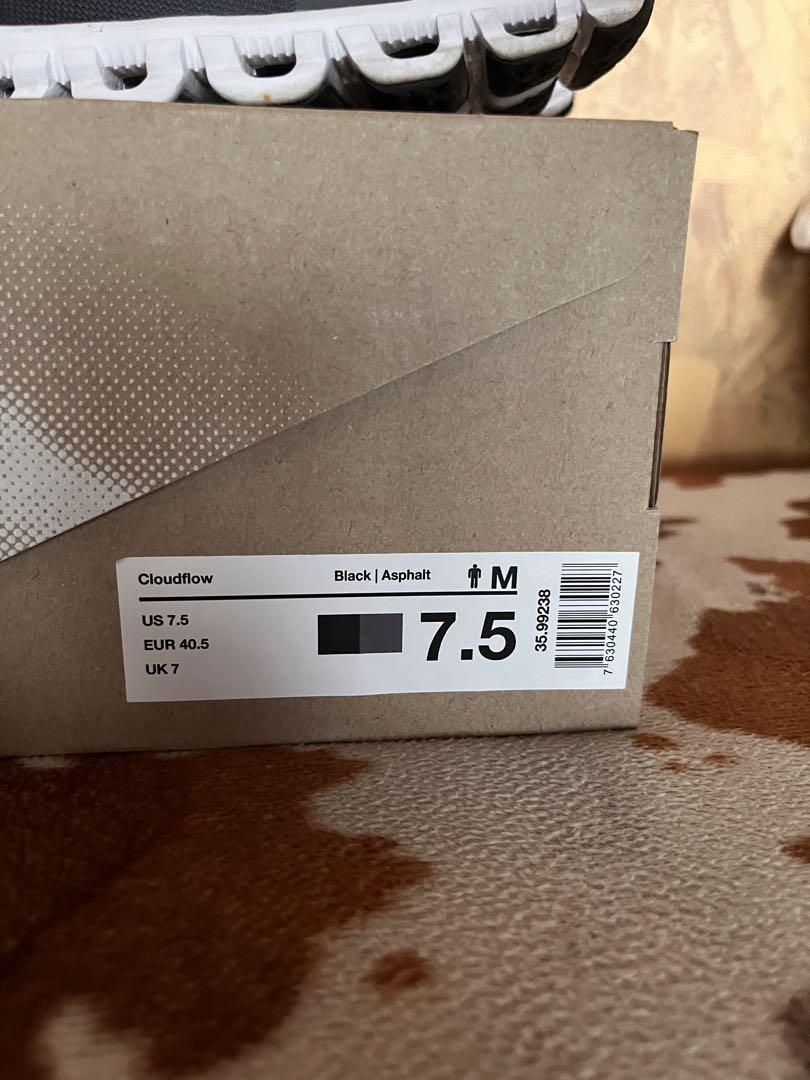 Cloudflow
Black | Asphalt
M
US 7.5
EUR 40.5
UK 7
7.5
35.99238
7 630440 630227